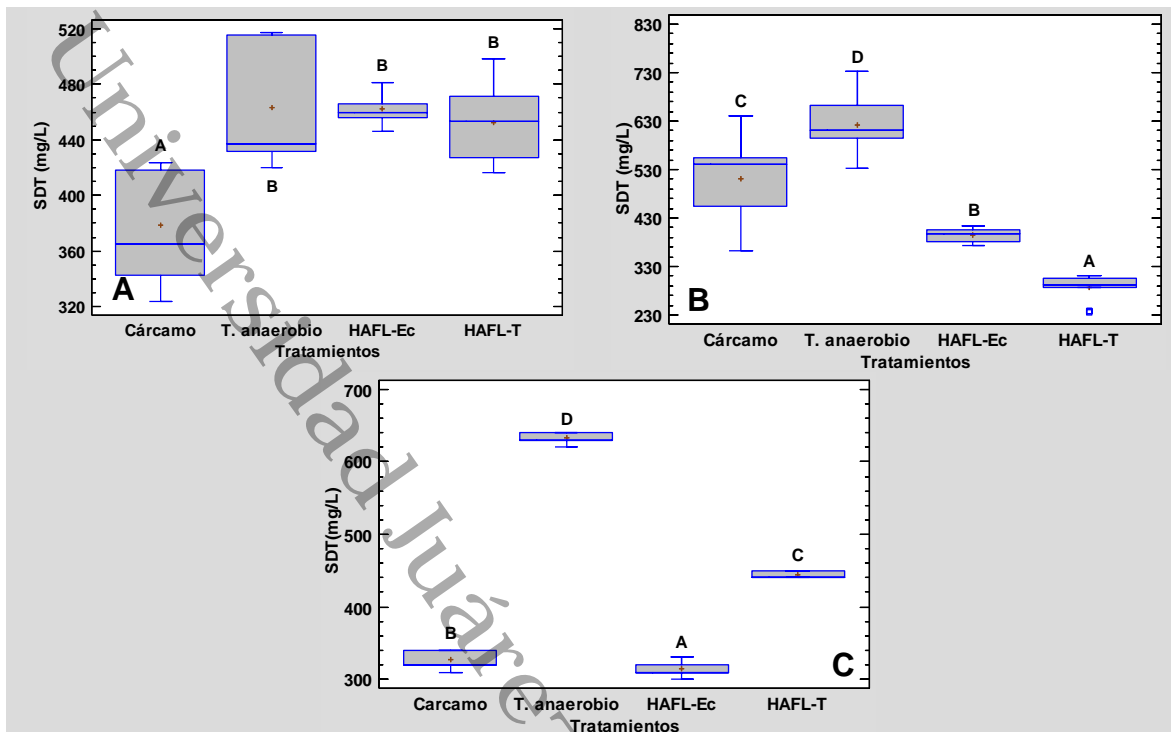 520
480
440
400
360
320
SDT (mg/L)
A
B
B
B
A
Cárcamo T. anaerobio HAFL-Ec HAFL-T
Tratamientos
830
730
630
530
430
330
230
SDT (mg/L)
C
D
B
A
B
Cárcamo T. anaerobio HAFL-Ec HAFL-T
Tratamientos
700
600
500
400
300
SDT(mg/L)
B
D
A
C
C
Carcamo T. anaerobio HAFL-Ec HAFL-T
Tratamientos
Universidad Juárez